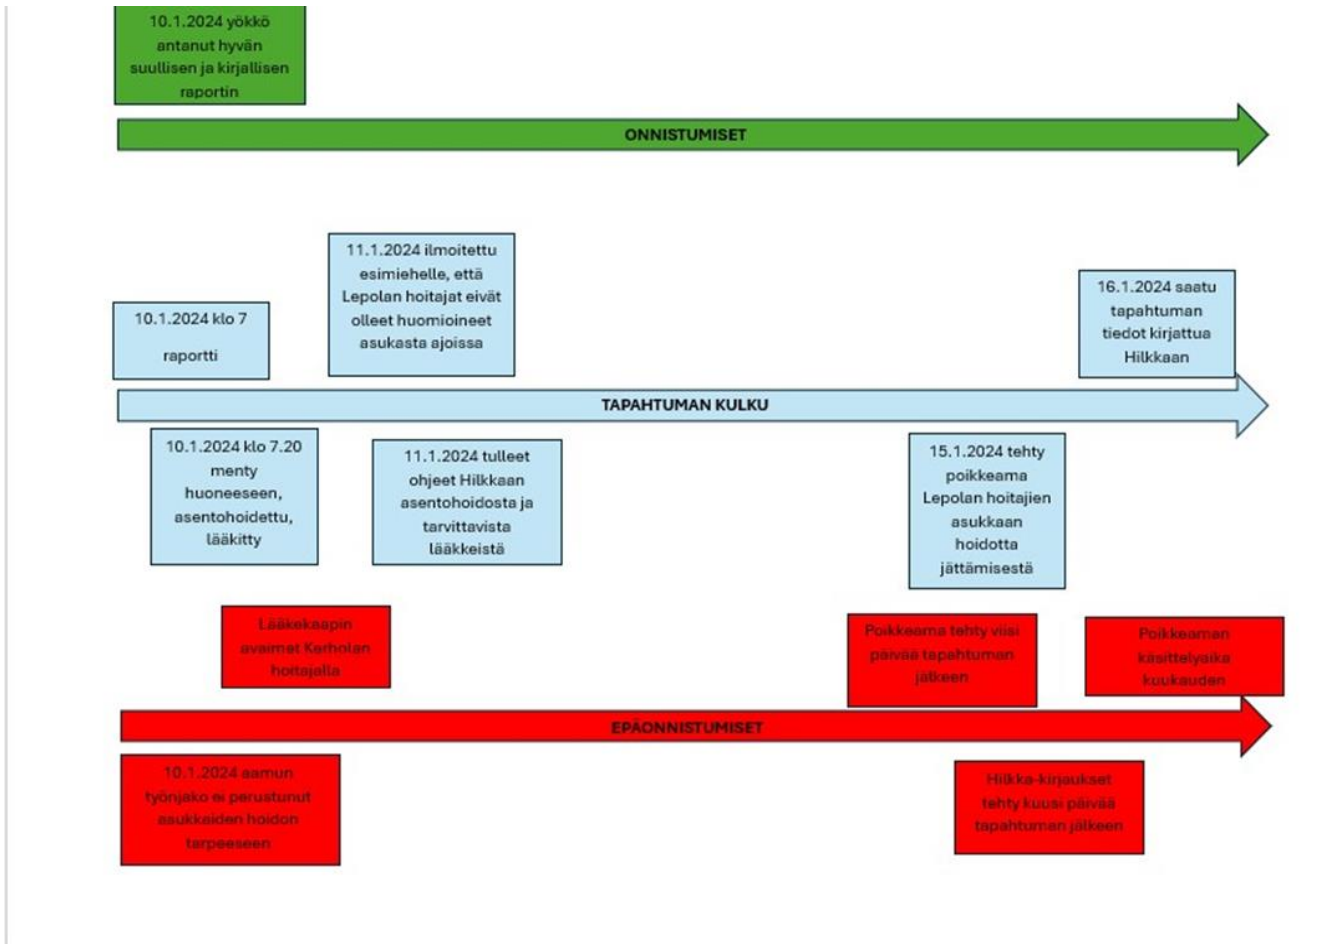 10.1.2024 yökkö
antanut hyvän
suullisen ja kirjallisen
raportin
ONNISTUMISET
11.1.2024 ilmoitettu
esimiehelle, että
Lepolan hoitajat eivät
olleet huomioineet
asukasta ajoissa
16.1.2024 saatu
tapahtuman
tiedot kirjattua
Hilkkaan
10.1.2024 klo 7
raportti
TAPAHTUMAN KULKU
10.1.2024 klo 7.20
menty
huoneeseen,
asentohoidettu,
lääkitty
11.1.2024 tulleet
ohjeet Hilkkaan
asentohoidosta ja
tarvittavista
lääkkeistä
15.1.2024 tehty
poikkeama
Lepolan hoitajien
asukkaan
hoidotta
jättämisestä
Lääkekaapin
avaimet Kerholan
hoitajalla
Poikkeama tehty viisi
päivää tapahtuman
jälkeen
Poikkeaman
käsittelyaika
kuukauden
EPÄONNISTUMISET
10.1.2024 aamun
työnjako ei perustunut
asukkaiden hoidon
tarpeeseen
Hilkka-kirjaukset
tehty kuusi päivää
tapahtuman jälkeen